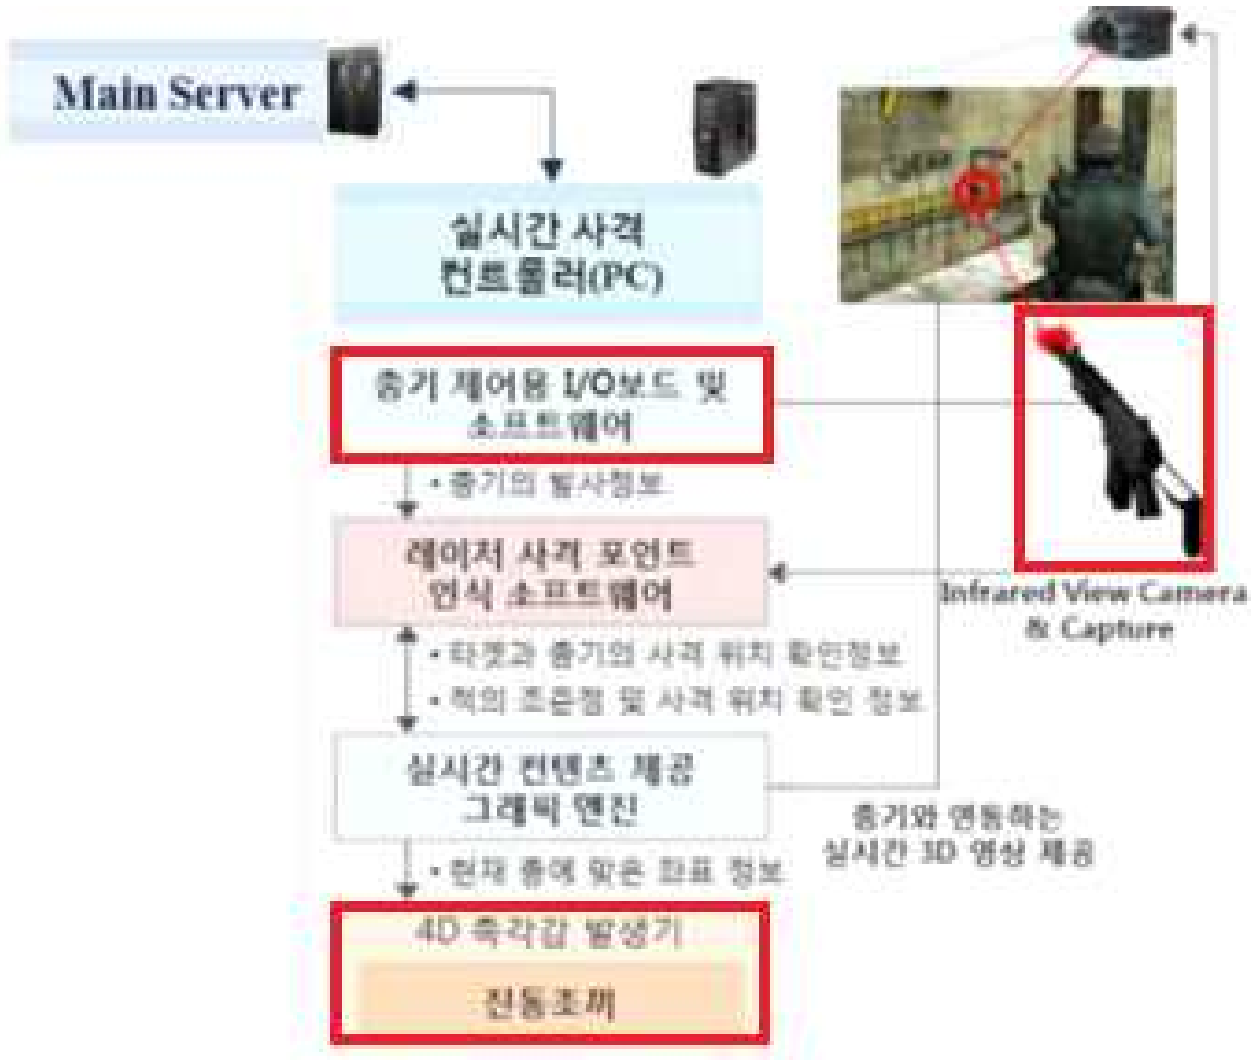 Main Server
실시간 사격
컨트롤러(PC)
총기 제어용 I/O보드 및
소프트웨어
• 총기의 발사정보
레이저 사격 포인트
인식 소프트웨어
Infrared View Camera
& Capture
• 타겟과 총기의 사격 위치 확인정보
• 적의 조준점 및 사격 위치 확인 정보
실시간 컨텐츠 제공
그래픽 엔진
총기와 연동하는
실시간 3D 영상 제공
• 현재 총에 맞은 좌표 정보
4D 촉각감 발생기
진동조끼